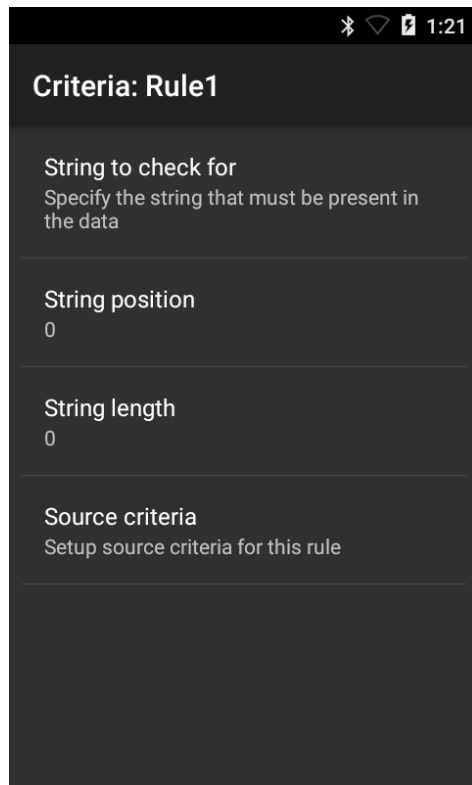 1:21
Criteria: Rule1
String to check for
Specify the string that must be present in
the data
String position
0
String length
0
Source criteria
Setup source criteria for this rule